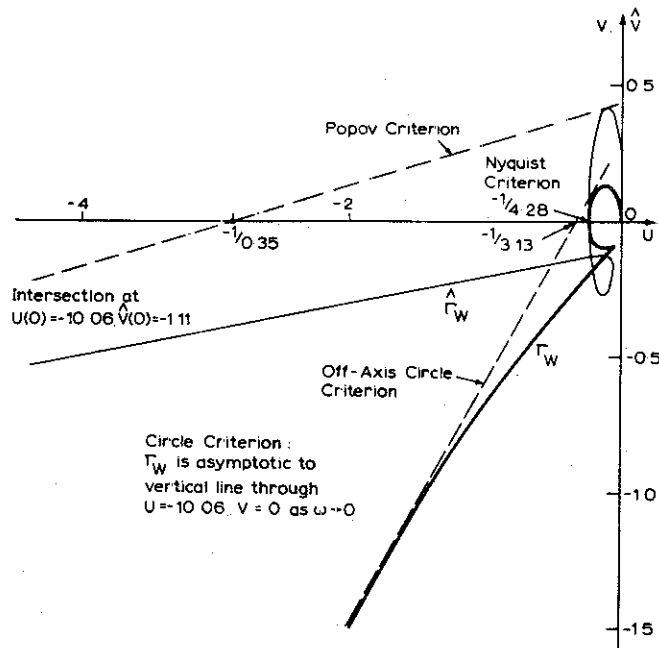 V
V̂
0.5
Popov Criterion
Nyquist
Criterion
-1/4.28
-4
-2
0
U
-1/0.35
-1/3.13
Intersection at
U(0)=-10.06, V̂(0)=-1.11
Γ̂W
ΓW
-0.5
Off-Axis Circle
Criterion
Circle Criterion :
ΓW is asymptotic to
vertical line through
U=-10.06, V = 0 as ω→0
-1.0
-1.5